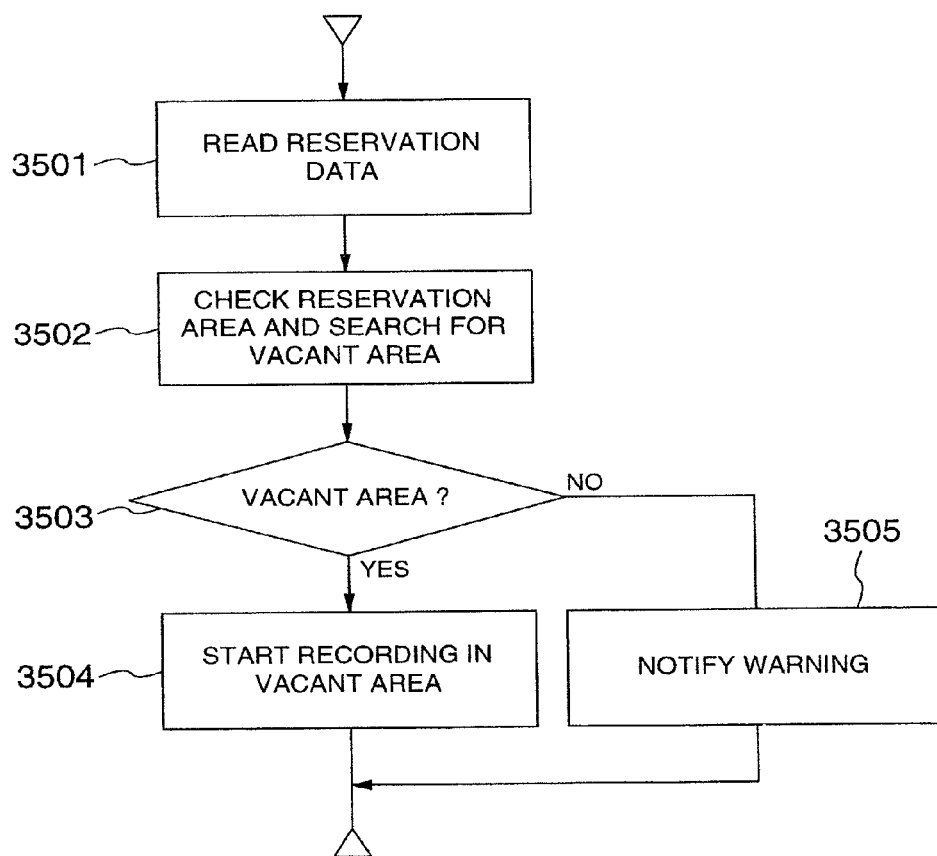 3501
READ RESERVATION
DATA
3502
CHECK RESERVATION
AREA AND SEARCH FOR
VACANT AREA
3503
VACANT AREA ?
NO
YES
3505
3504
START RECORDING IN
VACANT AREA
NOTIFY WARNING